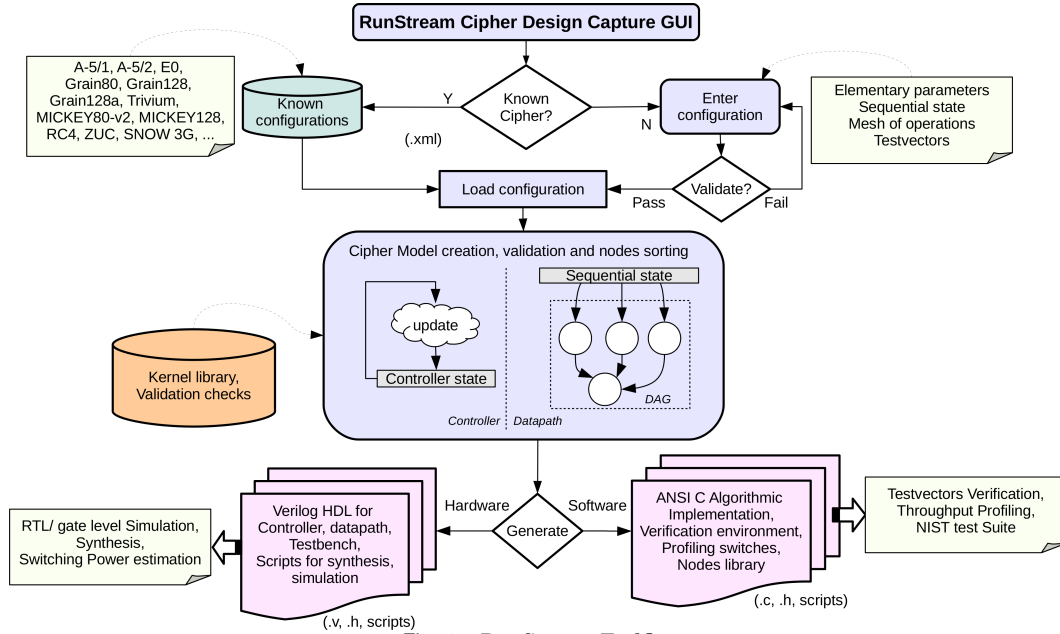 RunStream Cipher Design Capture GUI
A-5/1, A-5/2, E0,
Grain80, Grain128,
Grain128a, Trivium,
MICKEY80-v2, MICKEY128,
RC4, ZUC, SNOW 3G, ...
Known
configurations
Y
(.xml)
Known
Cipher?
N
Enter
configuration
Elementary parameters
Sequential state
Mesh of operations
Testvectors
Load configuration
Pass
Validate?
Fail
Cipher Model creation, validation and nodes sorting
update
Controller state
Controller
Sequential state
DAG
Datapath
Kernel library,
Validation checks
Generate
Hardware
Software
Verilog HDL for
Controller, datapath,
Testbench,
Scripts for synthesis,
simulation
(.v, .h, scripts)
RTL/ gate level Simulation,
Synthesis,
Switching Power estimation
ANSI C Algorithmic
Implementation,
Verification environment,
Profiling switches,
Nodes library
(.c, .h, scripts)
Testvectors Verification,
Throughput Profiling,
NIST test Suite